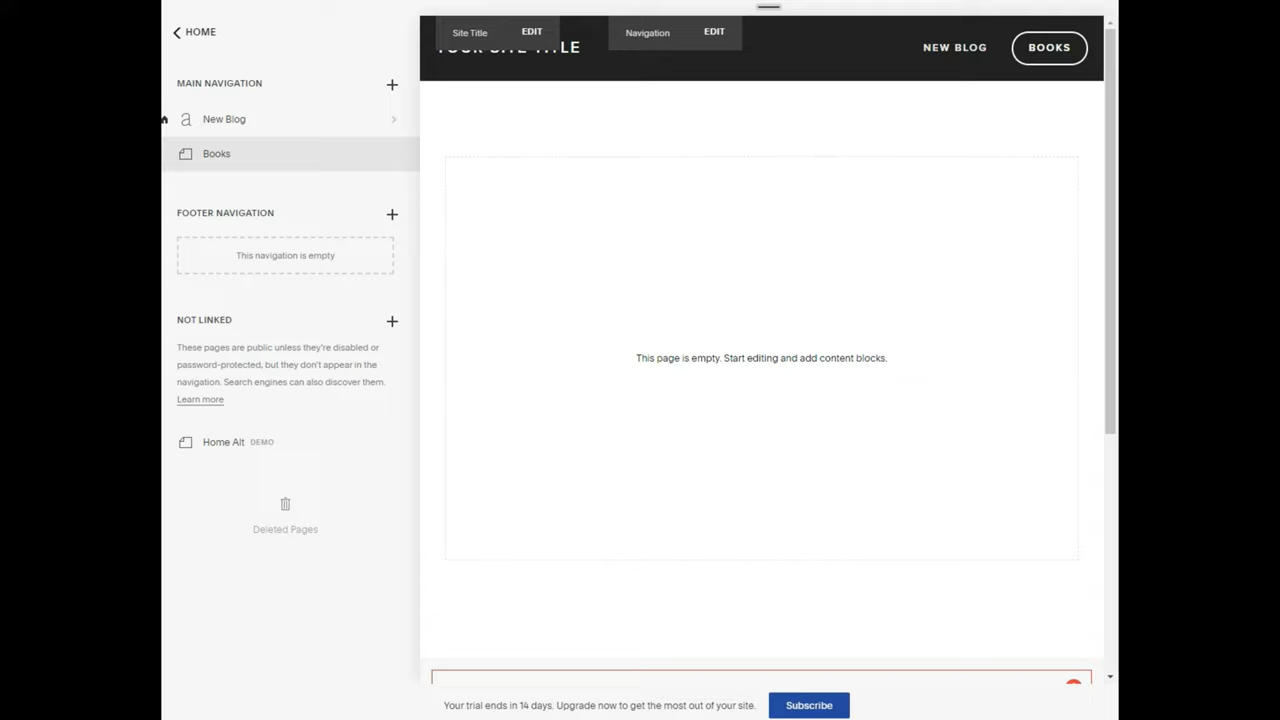 HOME
MAIN NAVIGATION
New Blog
Books
FOOTER NAVIGATION
This navigation is empty
NOT LINKED
These pages are public unless they're disabled or
password-protected, but they don't appear in the
navigation. Search engines can also discover them.
Learn more
Home Alt DEMO
Deleted Pages
Site Title EDIT
Navigation EDIT
YOUR SITE TITLE
NEW BLOG
BOOKS
This page is empty. Start editing and add content blocks.
Your trial ends in 14 days. Upgrade now to get the most out of your site.
Subscribe